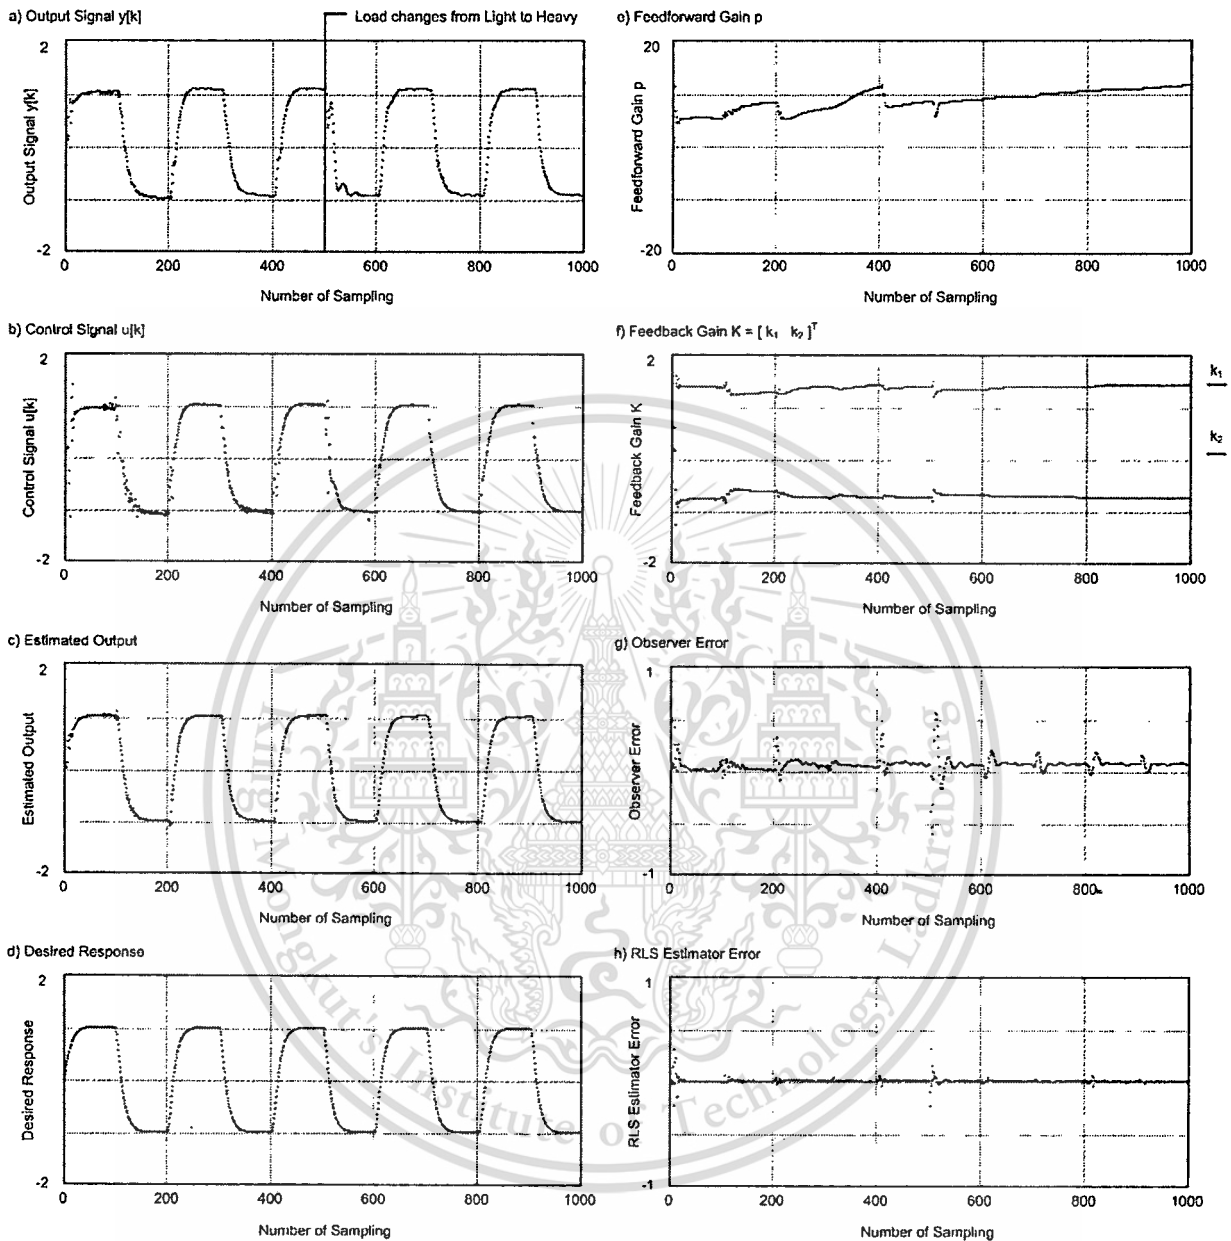 a) Output Signal y[k]
Load changes from Light to Heavy
2
Output Signal y[k]
-2
0
200
400
600
800
1000
Number of Sampling
e) Feedforward Gain p
20
Feedforward Gain p
-20
0
200
400
600
800
1000
Number of Sampling
b) Control Signal u[k]
2
Control Signal u[k]
-2
0
200
400
600
800
1000
Number of Sampling
f) Feedback Gain K = [ k₁ k₂ ]ᵀ
2
Feedback Gain K
-2
k₁
k₂
0
200
400
600
800
1000
Number of Sampling
c) Estimated Output
2
Estimated Output
-2
0
200
400
600
800
1000
Number of Sampling
g) Observer Error
1
Observer Error
-1
0
200
400
600
800
1000
Number of Sampling
d) Desired Response
2
Desired Response
-2
0
200
400
600
800
1000
Number of Sampling
h) RLS Estimator Error
1
RLS Estimator Error
-1
0
200
400
600
800
1000
Number of Sampling
King Mongkut's Institute of Technology Ladkrabang